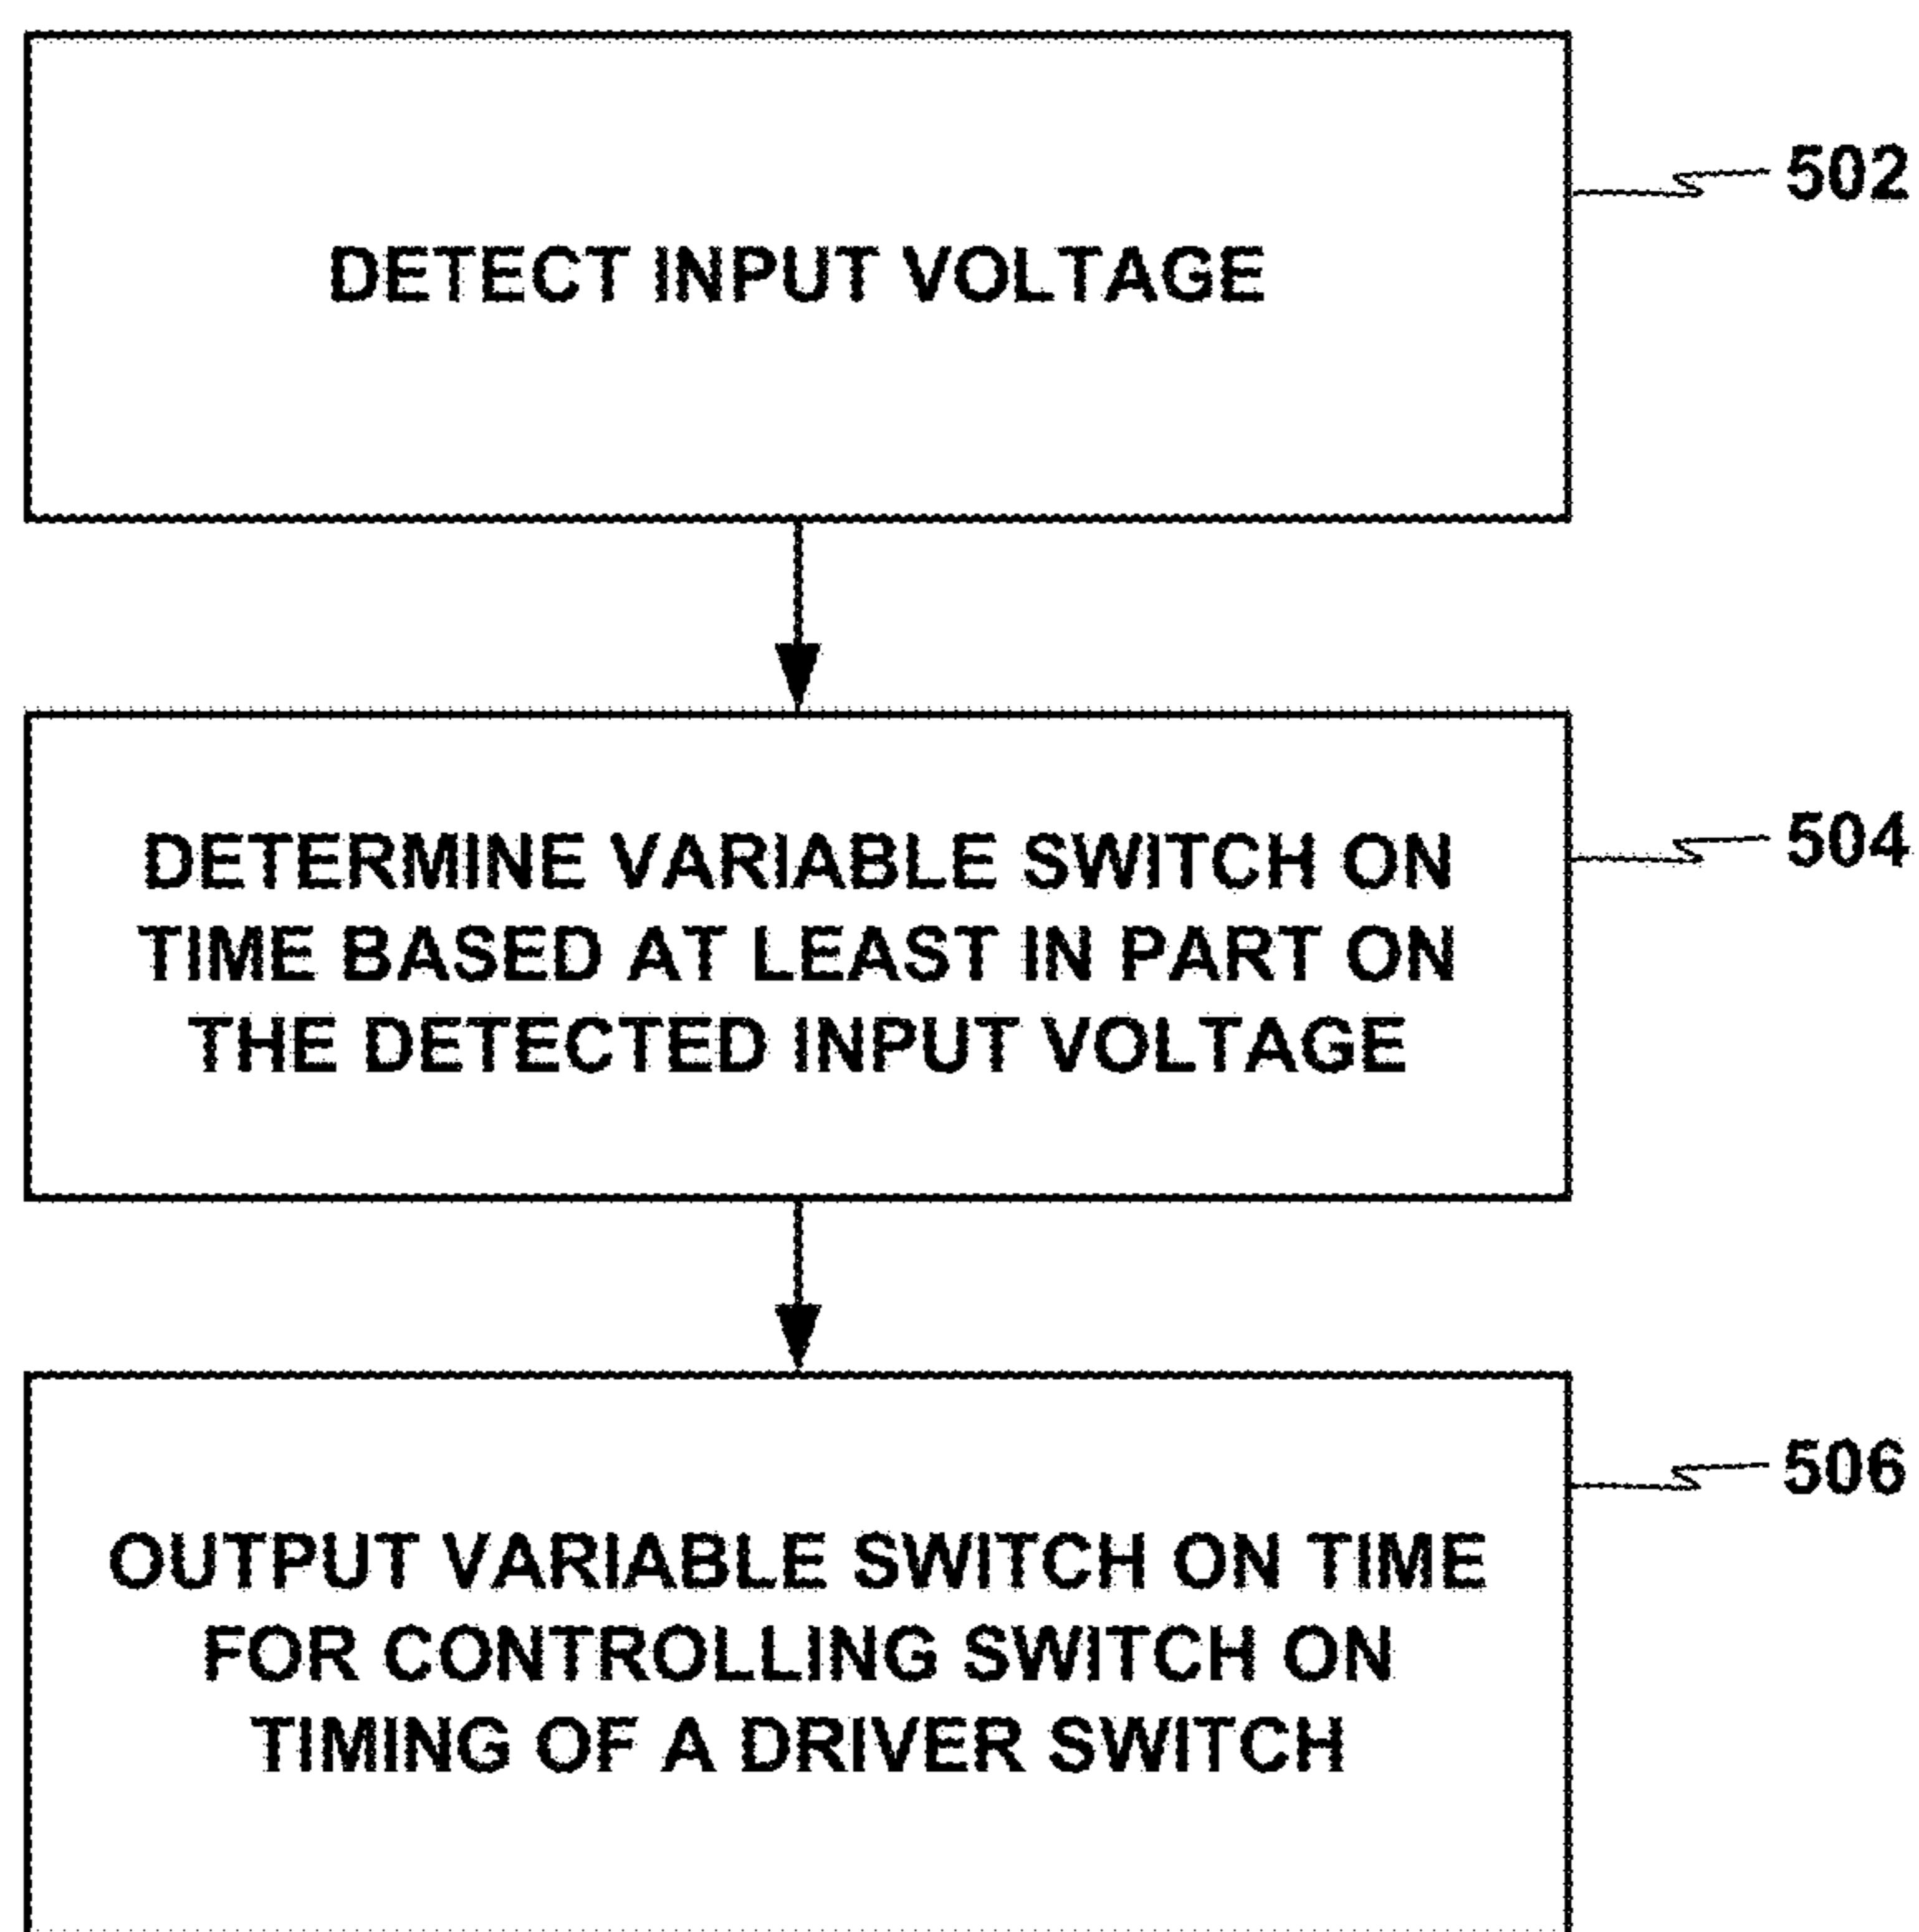 502
DETECT INPUT VOLTAGE
504
DETERMINE VARIABLE SWITCH ON
TIME BASED AT LEAST IN PART ON
THE DETECTED INPUT VOLTAGE
506
OUTPUT VARIABLE SWITCH ON TIME
FOR CONTROLLING SWITCH ON
TIMING OF A DRIVER SWITCH